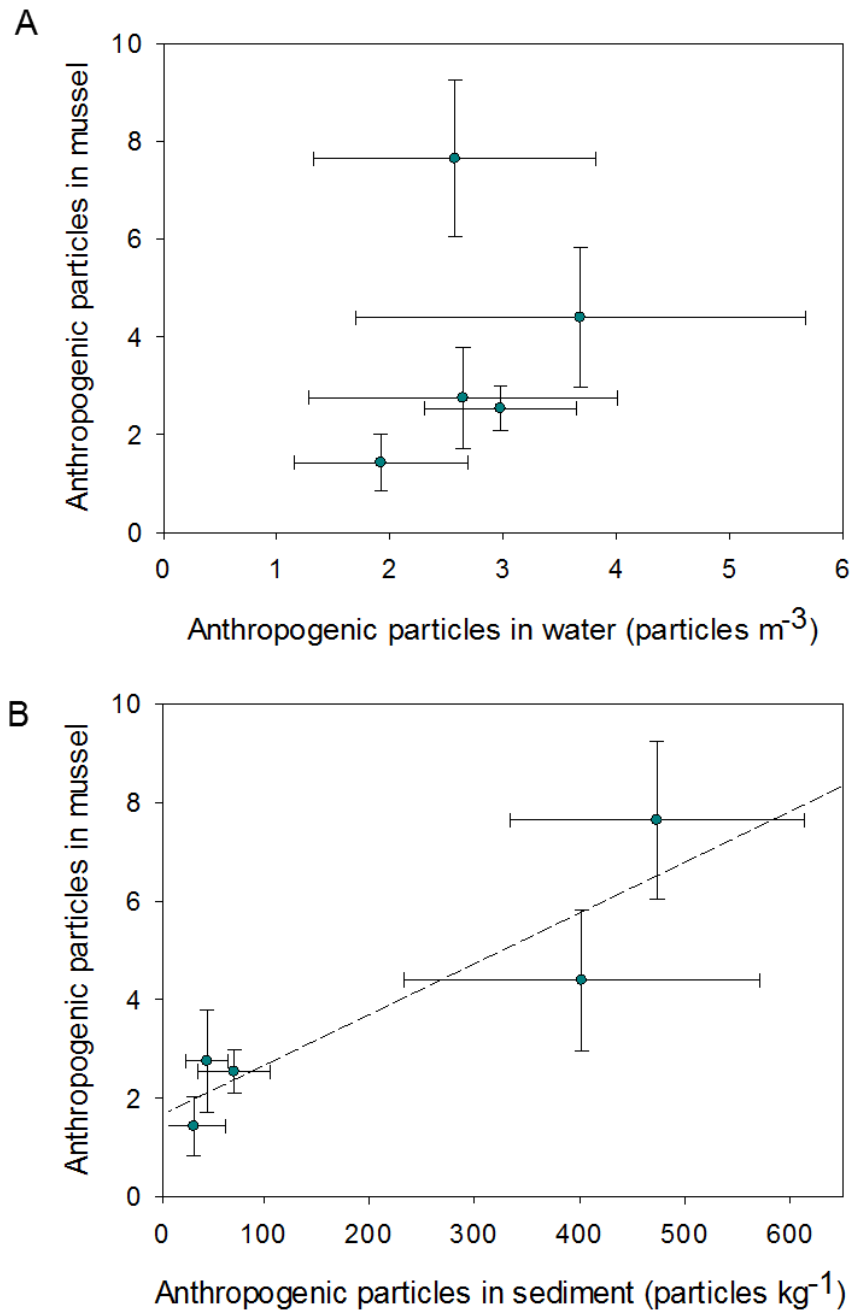 A
10
8
6
4
2
0
Anthropogenic particles in mussel
0 1 2 3 4 5 6
Anthropogenic particles in water (particles m-3)
B
10
8
6
4
2
0
Anthropogenic particles in mussel
0 100 200 300 400 500 600
Anthropogenic particles in sediment (particles kg-1)